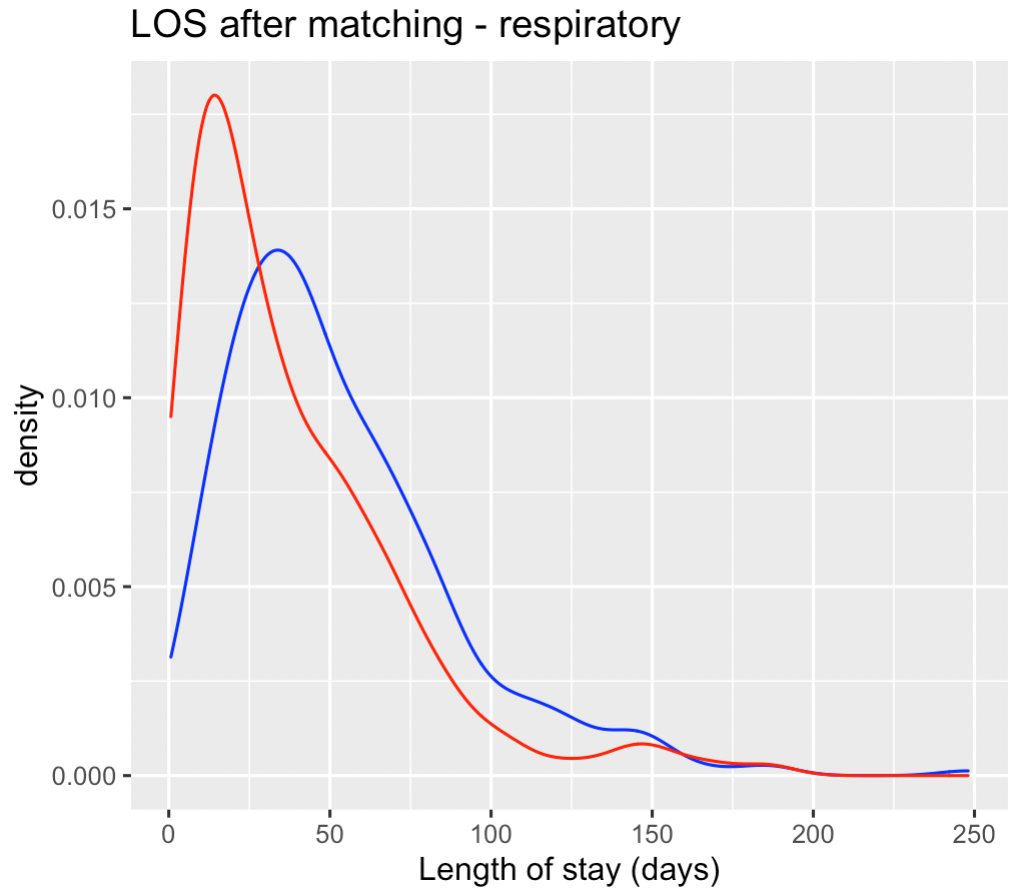 LOS after matching - respiratory
density
0.015
0.010
0.005
0.000
0 50 100 150 200 250
Length of stay (days)